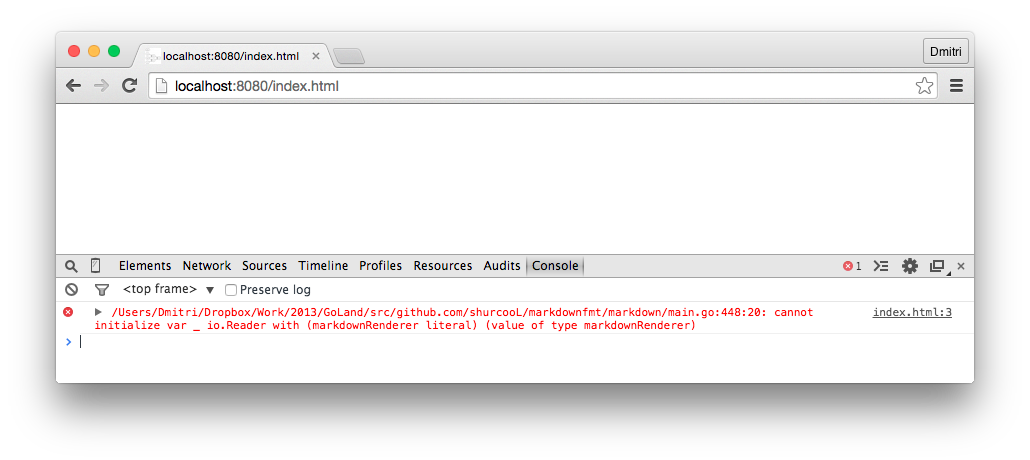 localhost:8080/index.html
Dmitri
localhost:8080/index.html
Elements Network Sources Timeline Profiles Resources Audits Console 1
<top frame> Preserve log
/Users/Dmitri/Dropbox/Work/2013/GoLand/src/github.com/shurcooL/markdownfmt/markdown/main.go:448:20: cannot index.html:3
initialize var _ io.Reader with (markdownRenderer literal) (value of type markdownRenderer)